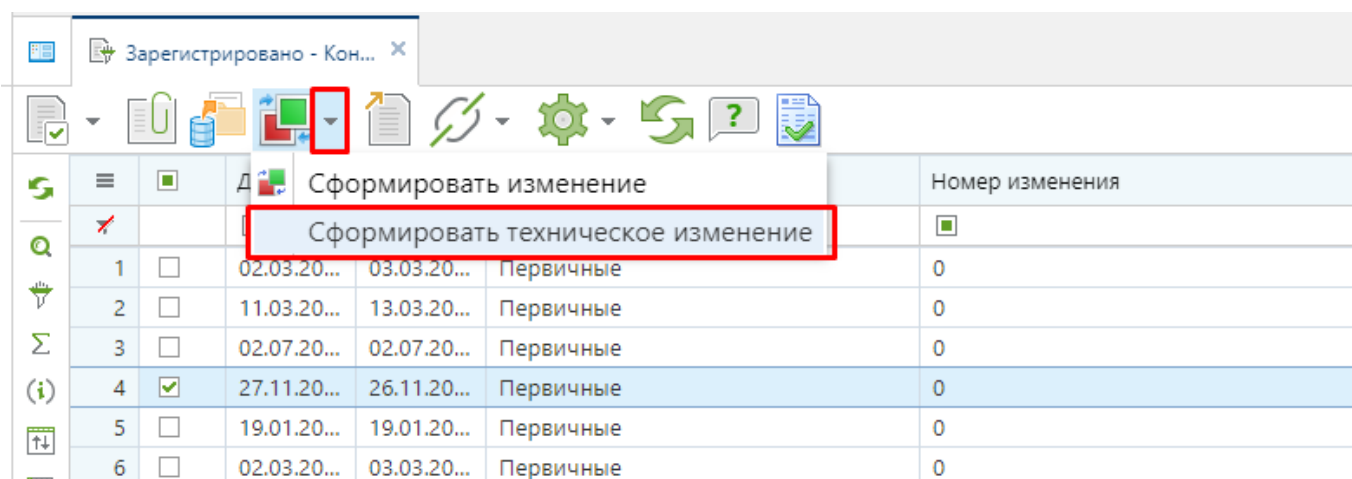 Зарегистрировано - Кон...
?
Д
Сформировать изменение
Номер изменения
Сформировать техническое изменение
1 02.03.20... 03.03.20... Первичные 0
2 11.03.20... 13.03.20... Первичные 0
3 02.07.20... 02.07.20... Первичные 0
4 27.11.20... 26.11.20... Первичные 0
5 19.01.20... 19.01.20... Первичные 0
6 02.03.20... 03.03.20... Первичные 0